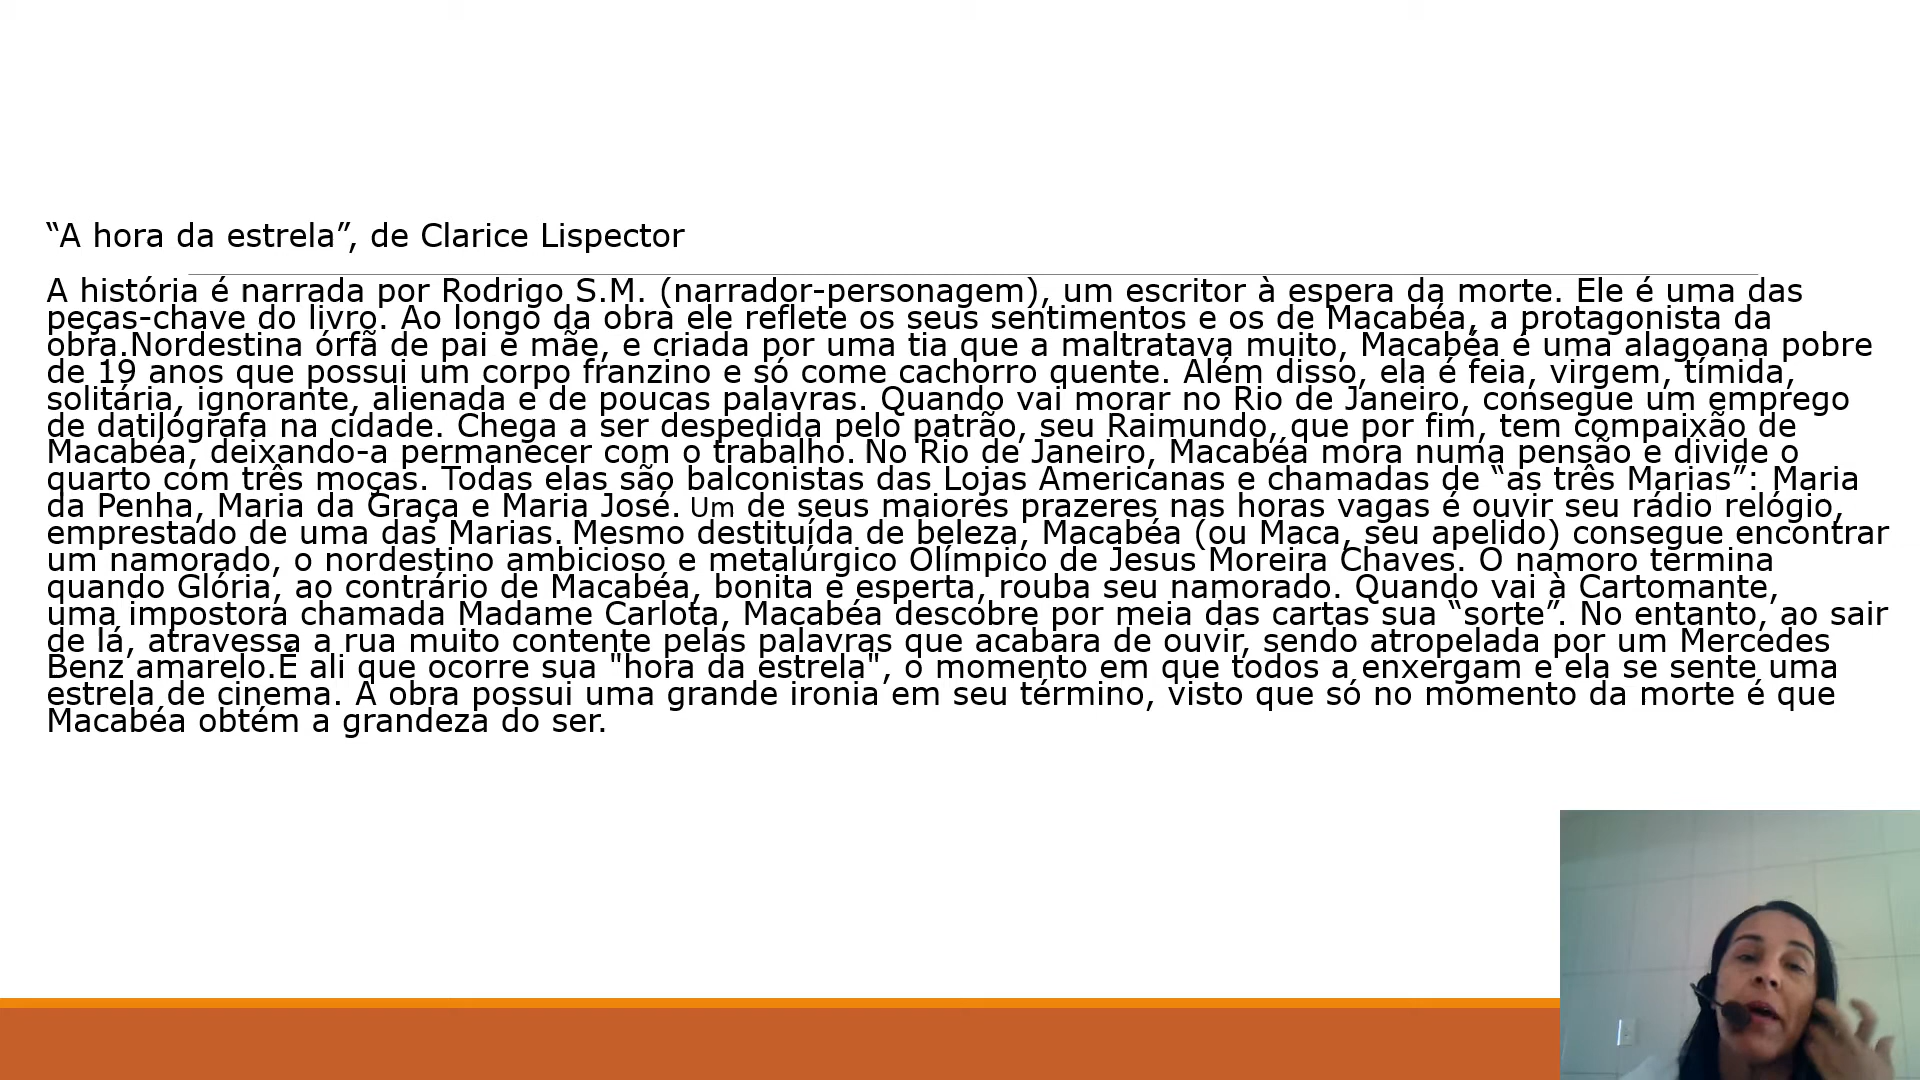 “A hora da estrela”, de Clarice Lispector
A história é narrada por Rodrigo S.M. (narrador-personagem), um escritor à espera da morte. Ele é uma das
peças-chave do livro. Ao longo da obra ele reflete os seus sentimentos e os de Macabéa, a protagonista da
obra.Nordestina órfã de pai e mãe, e criada por uma tia que a maltratava muito, Macabéa é uma alagoana pobre
de 19 anos que possui um corpo franzino e só come cachorro quente. Além disso, ela é feia, virgem, tímida,
solitária, ignorante, alienada e de poucas palavras. Quando vai morar no Rio de Janeiro, consegue um emprego
de datilógrafa na cidade. Chega a ser despedida pelo patrão, seu Raimundo, que por fim, tem compaixão de
Macabéa, deixando-a permanecer com o trabalho. No Rio de Janeiro, Macabéa mora numa pensão e divide o
quarto com três moças. Todas elas são balconistas das Lojas Americanas e chamadas de “as três Marias”: Maria
da Penha, Maria da Graça e Maria José. Um de seus maiores prazeres nas horas vagas é ouvir seu rádio relógio,
emprestado de uma das Marias. Mesmo destituída de beleza, Macabéa (ou Maca, seu apelido) consegue encontrar
um namorado, o nordestino ambicioso e metalúrgico Olímpico de Jesus Moreira Chaves. O namoro termina
quando Glória, ao contrário de Macabéa, bonita e esperta, rouba seu namorado. Quando vai à Cartomante,
uma impostora chamada Madame Carlota, Macabéa descobre por meia das cartas sua “sorte”. No entanto, ao sair
de lá, atravessa a rua muito contente pelas palavras que acabara de ouvir, sendo atropelada por um Mercedes
Benz amarelo.É ali que ocorre sua "hora da estrela", o momento em que todos a enxergam e ela se sente uma
estrela de cinema. A obra possui uma grande ironia em seu término, visto que só no momento da morte é que
Macabéa obtém a grandeza do ser.